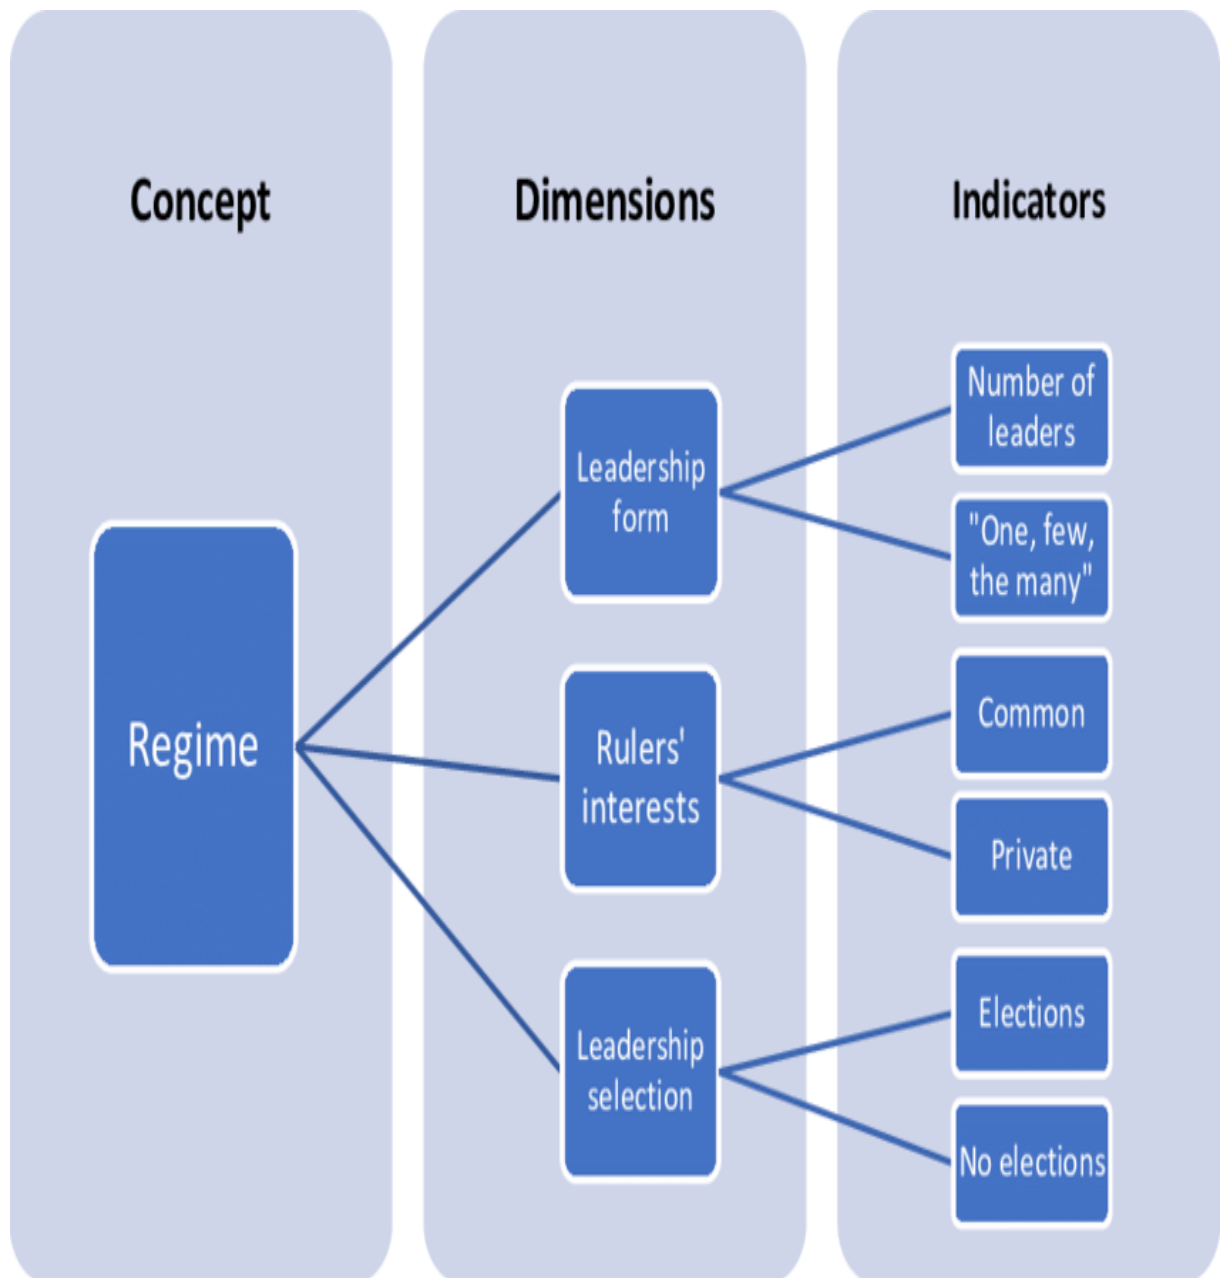 Concept
Dimensions
Indicators
Regime
Leadership
form
Rulers'
interests
Leadership
selection
Number of
leaders
"One, few,
the many"
Common
Private
Elections
No elections